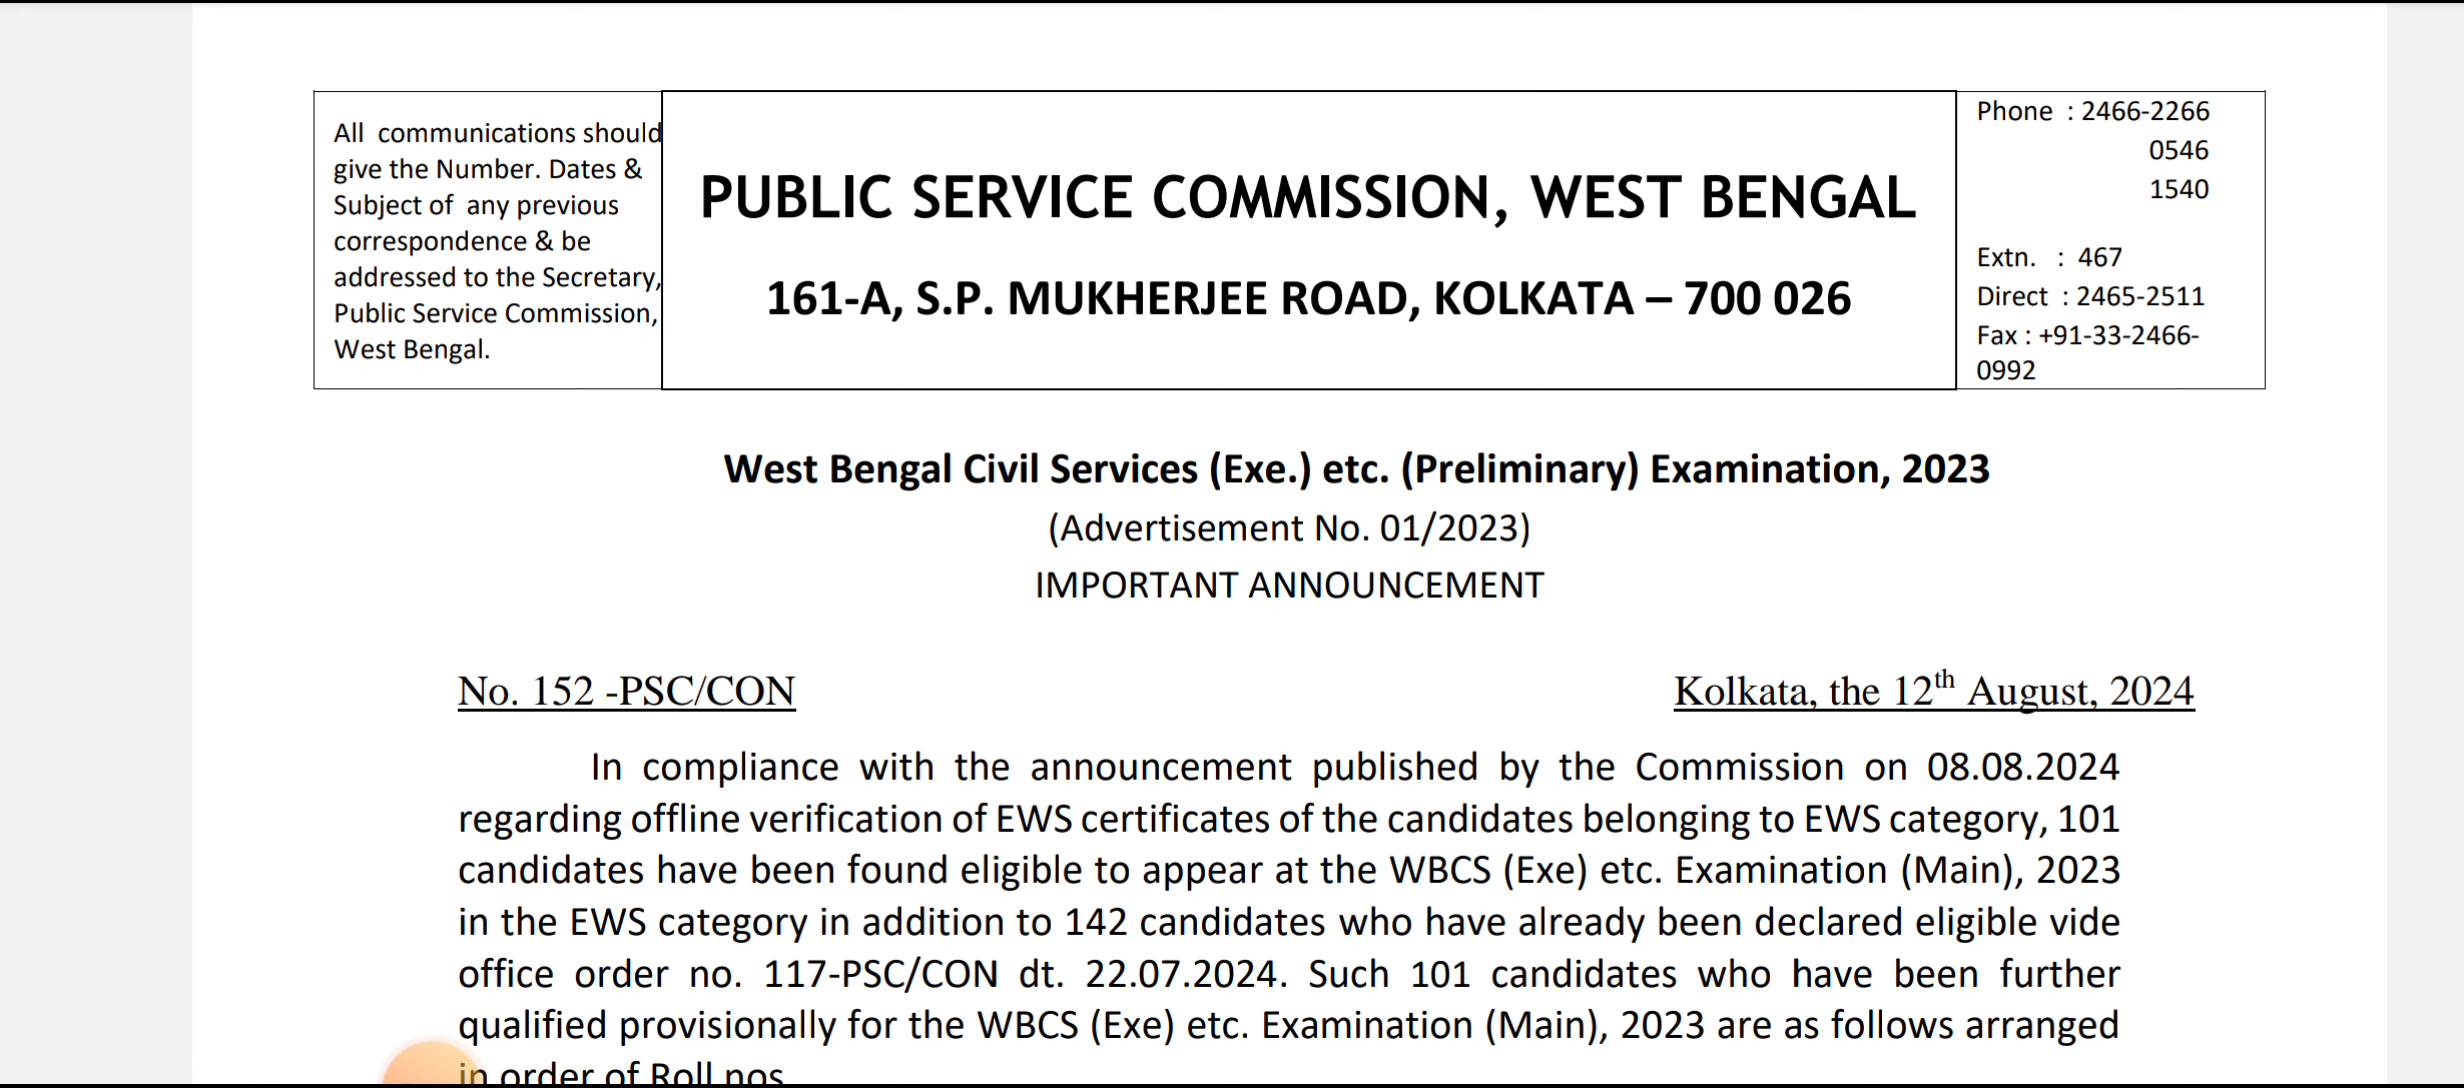 All communications should
give the Number. Dates &
Subject of any previous
correspondence & be
addressed to the Secretary,
Public Service Commission,
West Bengal.
PUBLIC SERVICE COMMISSION, WEST BENGAL
161-A, S.P. MUKHERJEE ROAD, KOLKATA – 700 026
Phone : 2466-2266
0546
1540
Extn. : 467
Direct : 2465-2511
Fax : +91-33-2466-
0992
West Bengal Civil Services (Exe.) etc. (Preliminary) Examination, 2023
(Advertisement No. 01/2023)
IMPORTANT ANNOUNCEMENT
No. 152 -PSC/CON
Kolkata, the 12th August, 2024
In compliance with the announcement published by the Commission on 08.08.2024
regarding offline verification of EWS certificates of the candidates belonging to EWS category, 101
candidates have been found eligible to appear at the WBCS (Exe) etc. Examination (Main), 2023
in the EWS category in addition to 142 candidates who have already been declared eligible vide
office order no. 117-PSC/CON dt. 22.07.2024. Such 101 candidates who have been further
qualified provisionally for the WBCS (Exe) etc. Examination (Main), 2023 are as follows arranged
in order of Roll nos